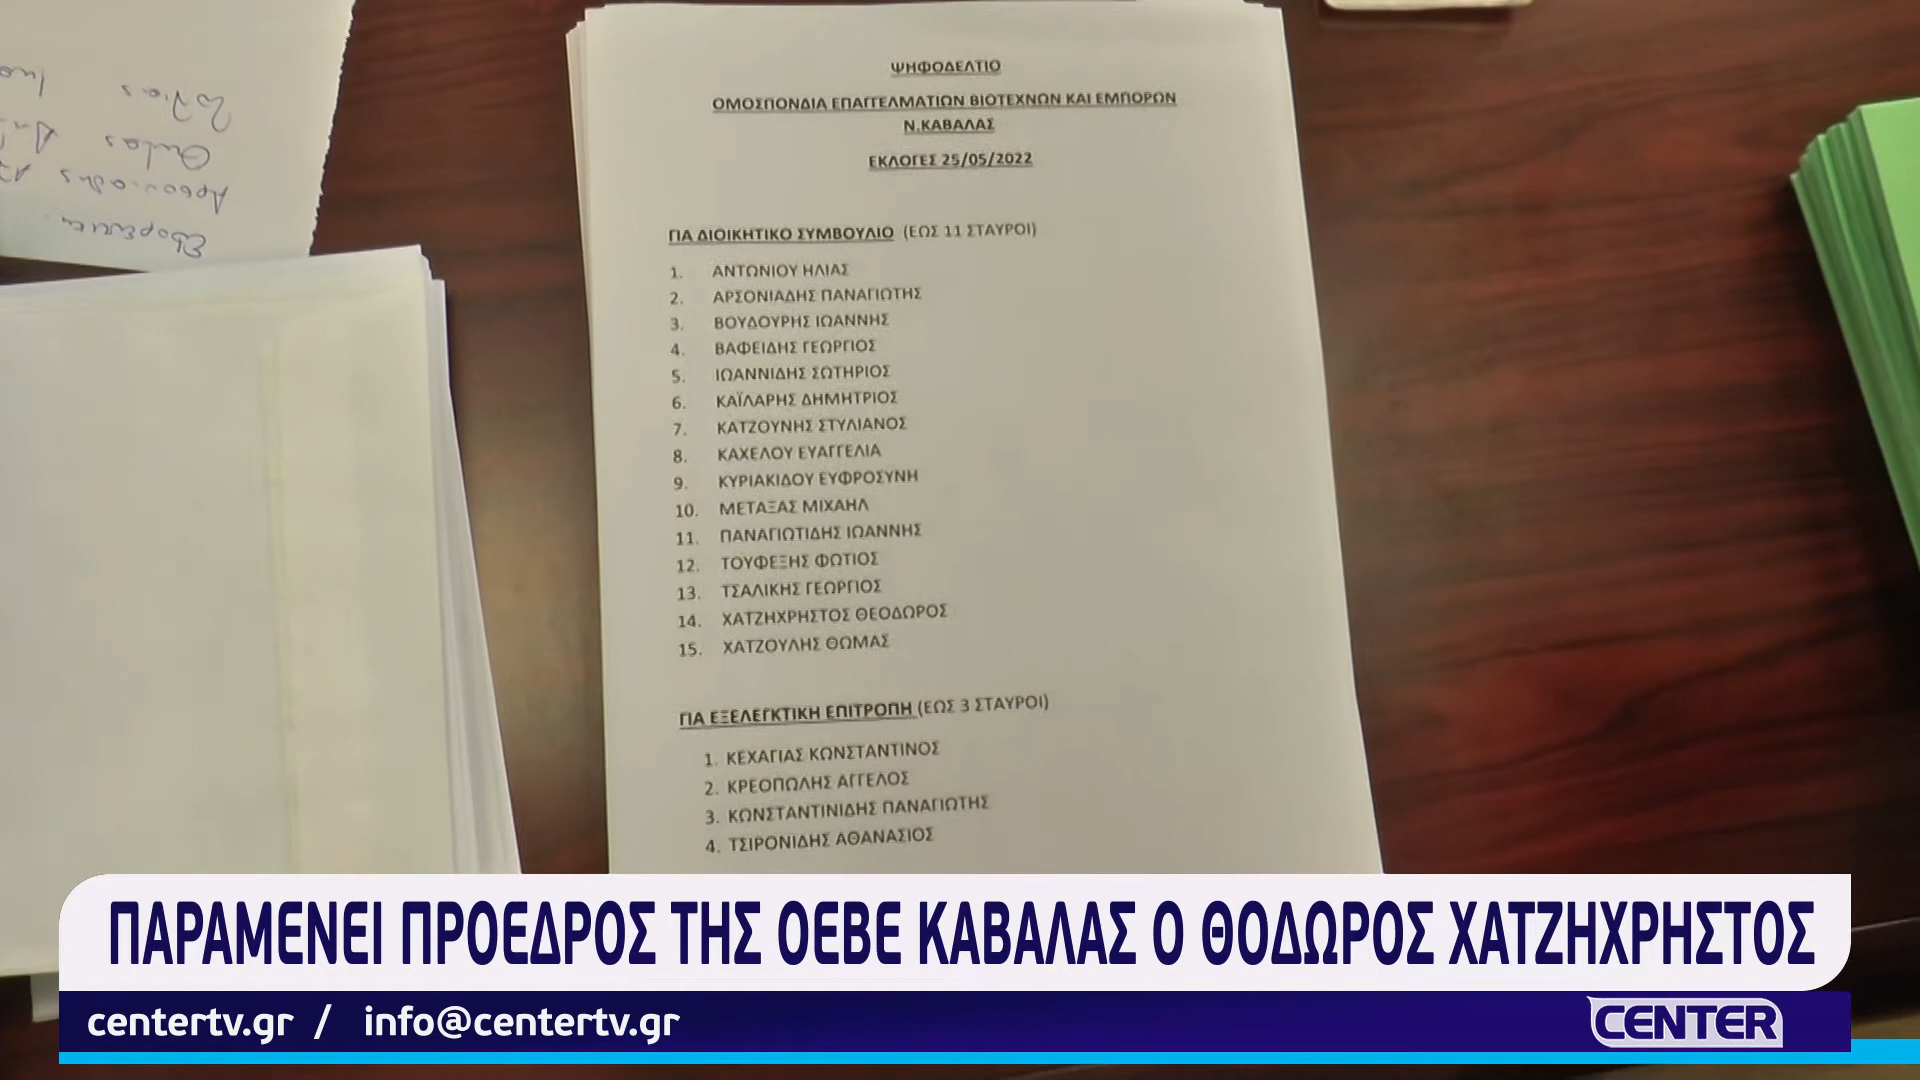 ΨΗΦΟΔΕΛΤΙΟ
ΟΜΟΣΠΟΝΔΙΑ ΕΠΑΓΓΕΛΜΑΤΙΩΝ ΒΙΟΤΕΧΝΩΝ ΚΑΙ ΕΜΠΟΡΩΝ
Ν.ΚΑΒΑΛΑΣ
ΕΚΛΟΓΕΣ 25/05/2022
ΓΙΑ ΔΙΟΙΚΗΤΙΚΟ ΣΥΜΒΟΥΛΙΟ (ΕΩΣ 11 ΣΤΑΥΡΟΙ)
1. ΑΝΤΩΝΙΟΥ ΗΛΙΑΣ
2. ΑΡΣΟΝΙΑΔΗΣ ΠΑΝΑΓΙΩΤΗΣ
3. ΒΟΥΔΟΥΡΗΣ ΙΩΑΝΝΗΣ
4. ΒΑΦΕΙΔΗΣ ΓΕΩΡΓΙΟΣ
5. ΙΩΑΝΝΙΔΗΣ ΣΩΤΗΡΙΟΣ
6. ΚΑΪΛΑΡΗΣ ΔΗΜΗΤΡΙΟΣ
7. ΚΑΤΖΟΥΝΗΣ ΣΤΥΛΙΑΝΟΣ
8. ΚΑΧΕΛΟΥ ΕΥΑΓΓΕΛΙΑ
9. ΚΥΡΙΑΚΙΔΟΥ ΕΥΦΡΟΣΥΝΗ
10. ΜΕΤΑΞΑΣ ΜΙΧΑΗΛ
11. ΠΑΝΑΓΙΩΤΙΔΗΣ ΙΩΑΝΝΗΣ
12. ΤΟΥΦΕΞΗΣ ΦΩΤΙΟΣ
13. ΤΣΑΛΙΚΗΣ ΓΕΩΡΓΙΟΣ
14. ΧΑΤΖΗΧΡΗΣΤΟΣ ΘΕΟΔΩΡΟΣ
15. ΧΑΤΖΟΥΛΗΣ ΘΩΜΑΣ
ΓΙΑ ΕΞΕΛΕΓΚΤΙΚΗ ΕΠΙΤΡΟΠΗ (ΕΩΣ 3 ΣΤΑΥΡΟΙ)
1. ΚΕΧΑΓΙΑΣ ΚΩΝΣΤΑΝΤΙΝΟΣ
2. ΚΡΕΟΠΩΛΗΣ ΑΓΓΕΛΟΣ
3. ΚΩΝΣΤΑΝΤΙΝΙΔΗΣ ΠΑΝΑΓΙΩΤΗΣ
4. ΤΣΙΡΟΝΙΔΗΣ ΑΘΑΝΑΣΙΟΣ
ΠΑΡΑΜΕΝΕΙ ΠΡΟΕΔΡΟΣ ΤΗΣ ΟΕΒΕ ΚΑΒΑΛΑΣ Ο ΘΟΔΩΡΟΣ ΧΑΤΖΗΧΡΗΣΤΟΣ
centertv.gr / info@centertv.gr
CENTER